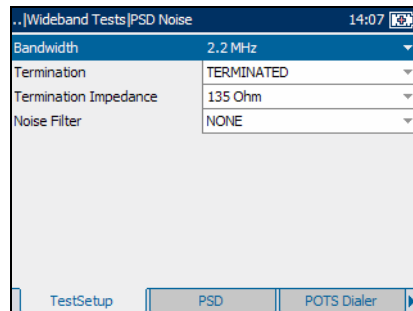 ..|Wideband Tests|PSD Noise 14:07
Bandwidth 2.2 MHz
Termination TERMINATED
Termination Impedance 135 Ohm
Noise Filter NONE
TestSetup PSD POTS Dialer